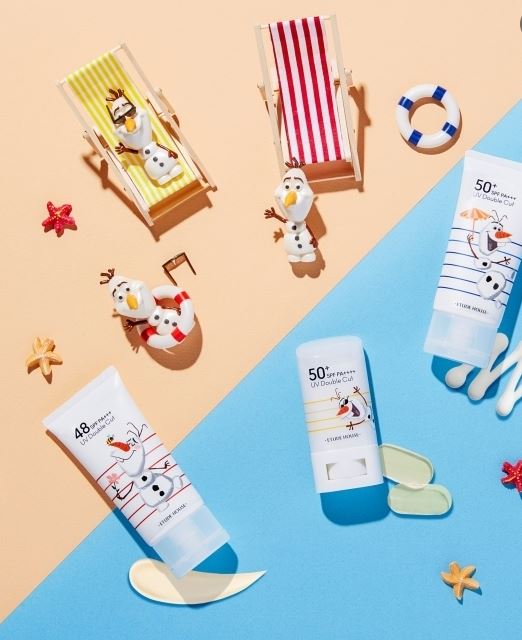 50+ SPF PA++++
UV Double Cut
·ETUDE HOUSE·
50+ SPF PA++++
UV Double Cut
·ETUDE HOUSE·
48 SPF PA+++
UV Double Cut
·ETUDE HOUSE·